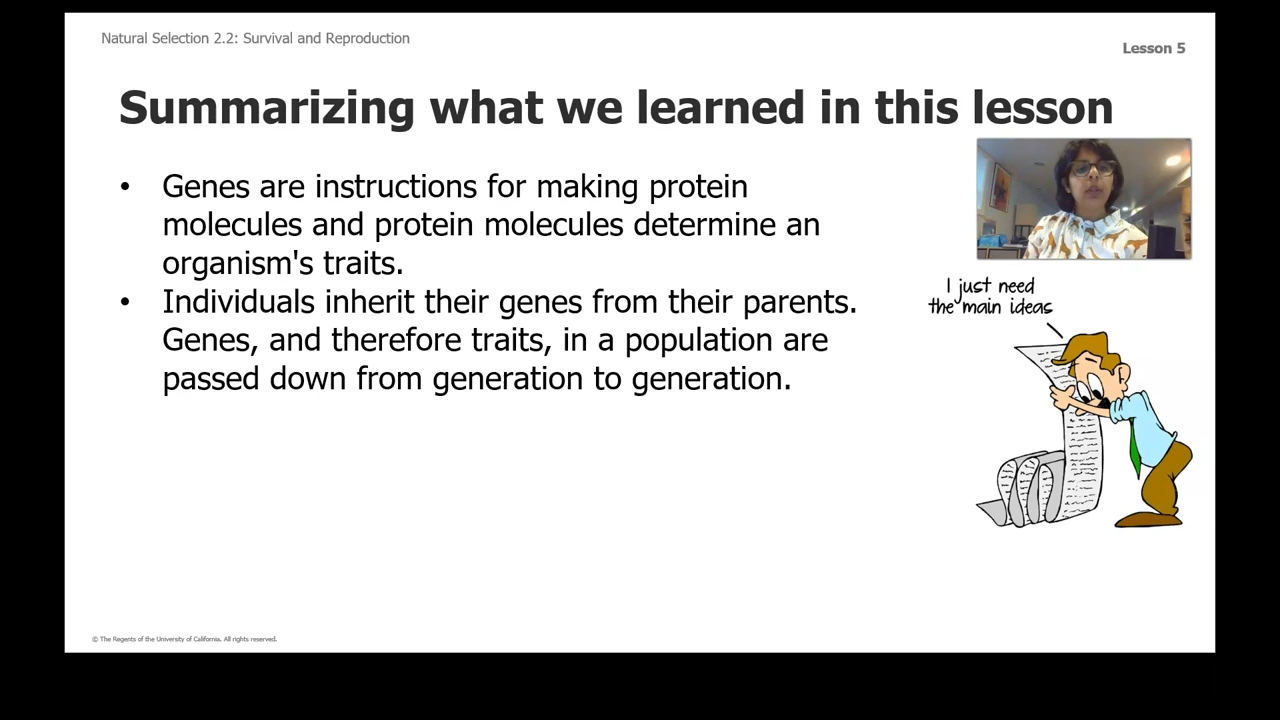 Natural Selection 2.2: Survival and Reproduction
Lesson 5
Summarizing what we learned in this lesson
• Genes are instructions for making protein
molecules and protein molecules determine an
organism's traits.
• Individuals inherit their genes from their parents.
Genes, and therefore traits, in a population are
passed down from generation to generation.
I just need
the main ideas
© The Regents of the University of California. All rights reserved.